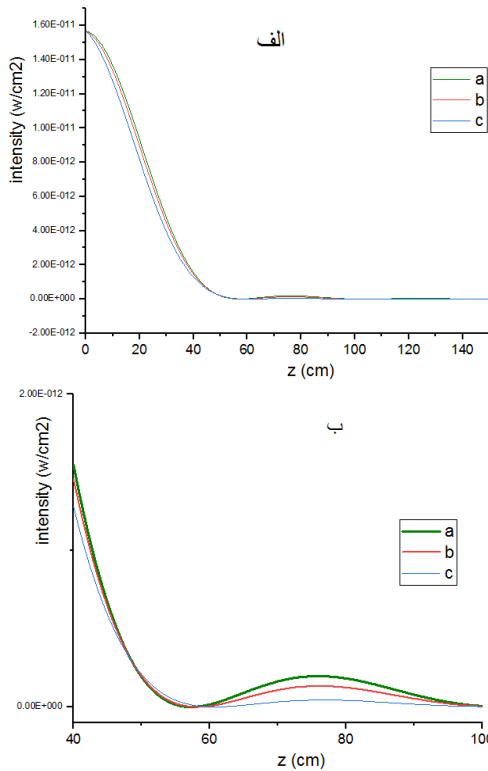 الف
1.60E-011
1.40E-011
1.20E-011
1.00E-011
8.00E-012
6.00E-012
4.00E-012
2.00E-012
0.00E+000
-2.00E-012
intensity (w/cm2)
a
b
c
0 20 40 60 80 100 120 140
z (cm)
ب
2.00E-012
0.00E+000
intensity (w/cm2)
a
b
c
40 60 80 100
z (cm)